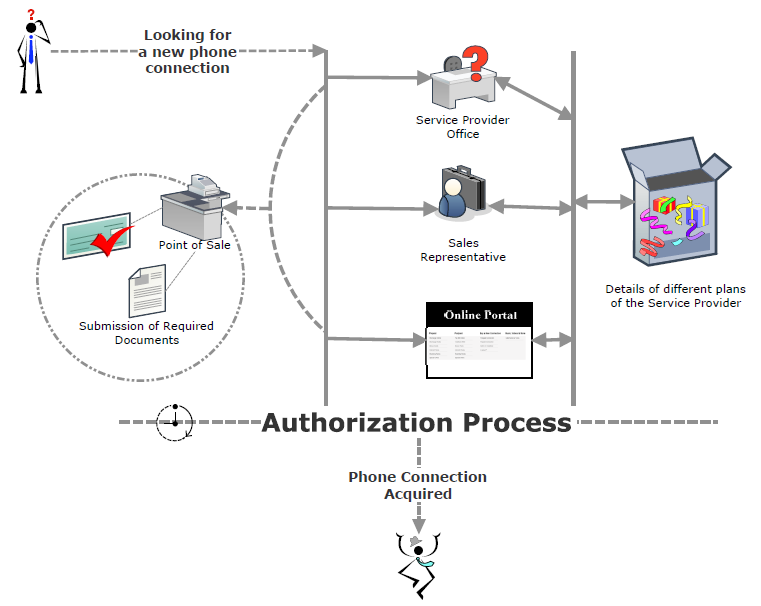 ?
Looking for
a new phone
connection
?
Service Provider
Office
Point of Sale
Sales
Representative
Details of different plans
of the Service Provider
Submission of Required
Documents
Online Portal
Authorization Process
Phone Connection
Acquired